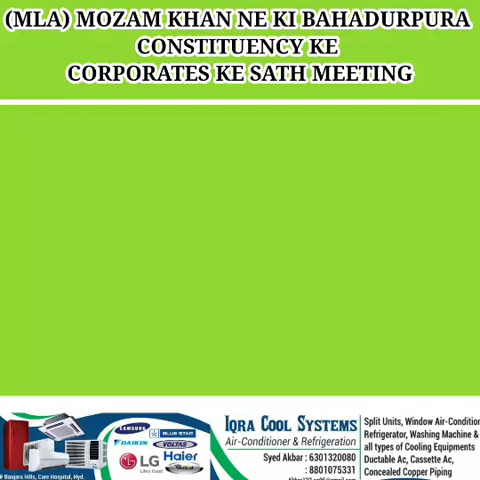 (MLA) MOZAM KHAN NE KI BAHADURPURA
CONSTITUENCY KE
CORPORATES KE SATH MEETING
SAMSUNG
BLUE STAR
DAIKIN
VOLTAS
LG
Life's Good
Haier
Banjara Hills, Care Hospital, Hyd.
IQRA COOL SYSTEMS
Air-Conditioner & Refrigeration
Syed Akbar : 6301320080
: 8801075331
Split Units, Window Air-Condition
Refrigerator, Washing Machine &
all types of Cooling Equipments
Ductable Ac, Cassette Ac,
Concealed Copper Piping